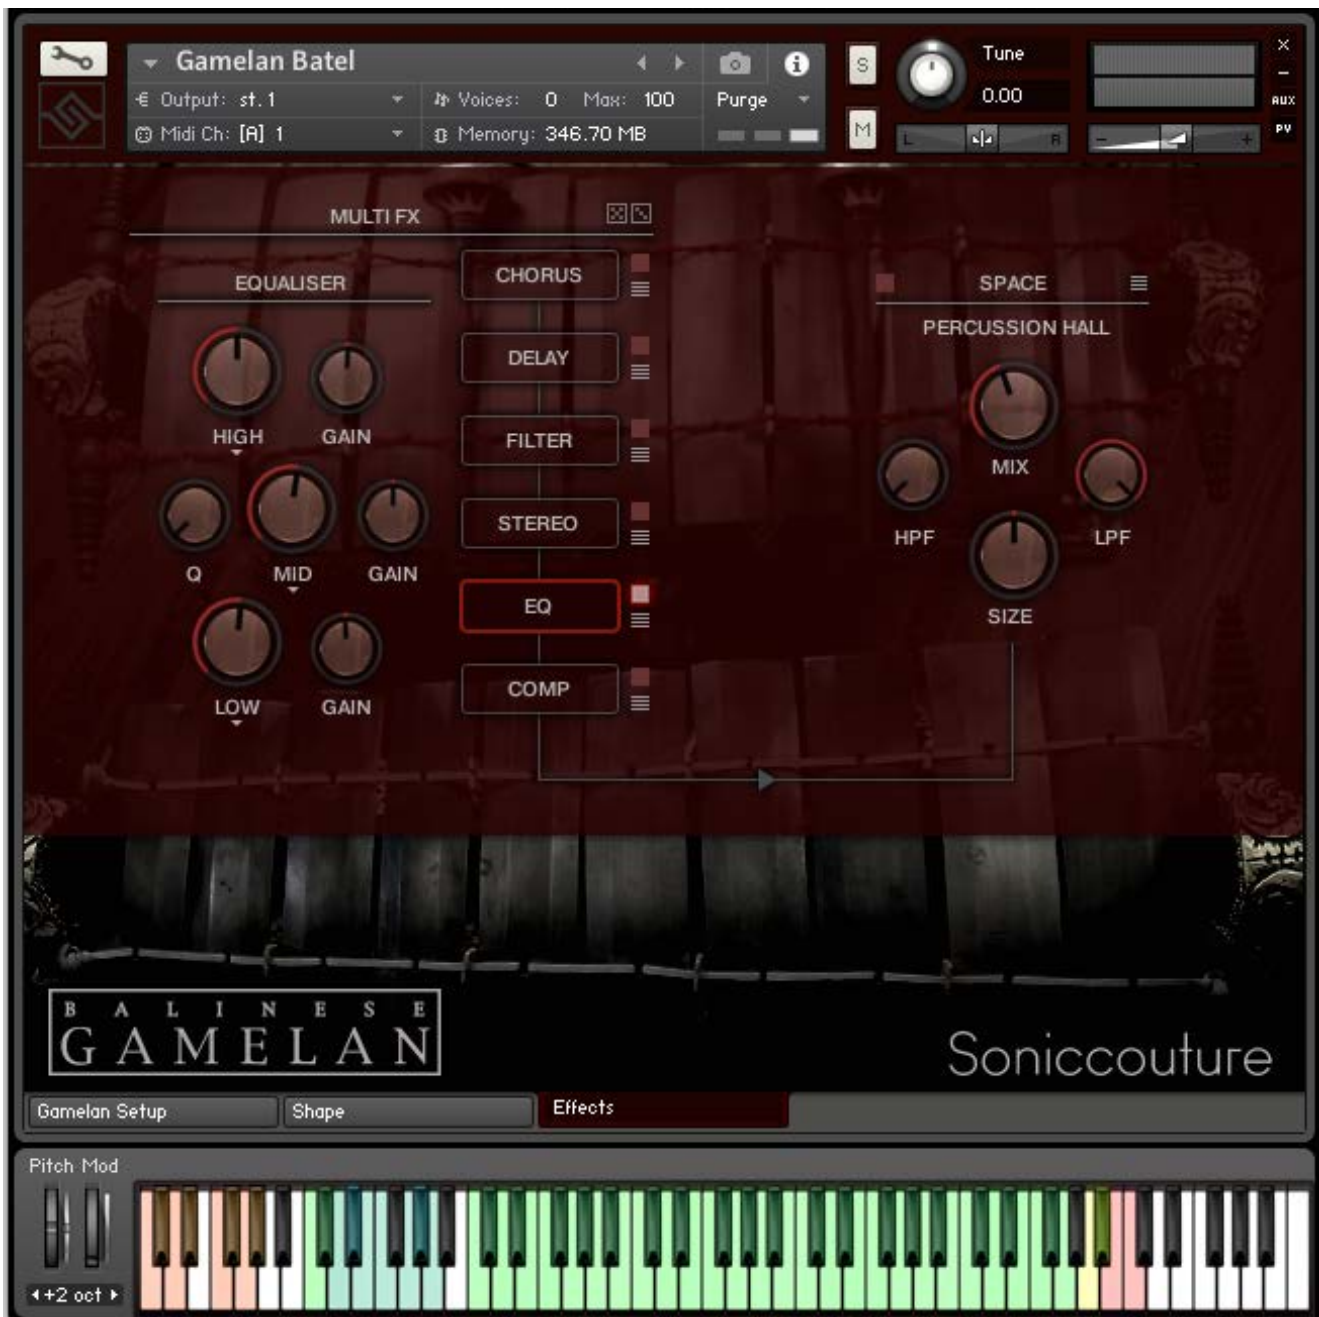 Gamelan Batel
Output: st. 1
Voices: 0 Max: 100
Purge
Midi Ch: [A] 1
Memory: 346.70 MB
S
M
Tune
0.00
L R
- +
×
-
AUX
PV
MULTI FX
EQUALISER
HIGH GAIN
Q MID GAIN
LOW GAIN
CHORUS
DELAY
FILTER
STEREO
EQ
COMP
SPACE
PERCUSSION HALL
MIX
HPF LPF
SIZE
BALINESE
GAMELAN
Soniccouture
Gamelan Setup
Shape
Effects
Pitch Mod
+2 oct